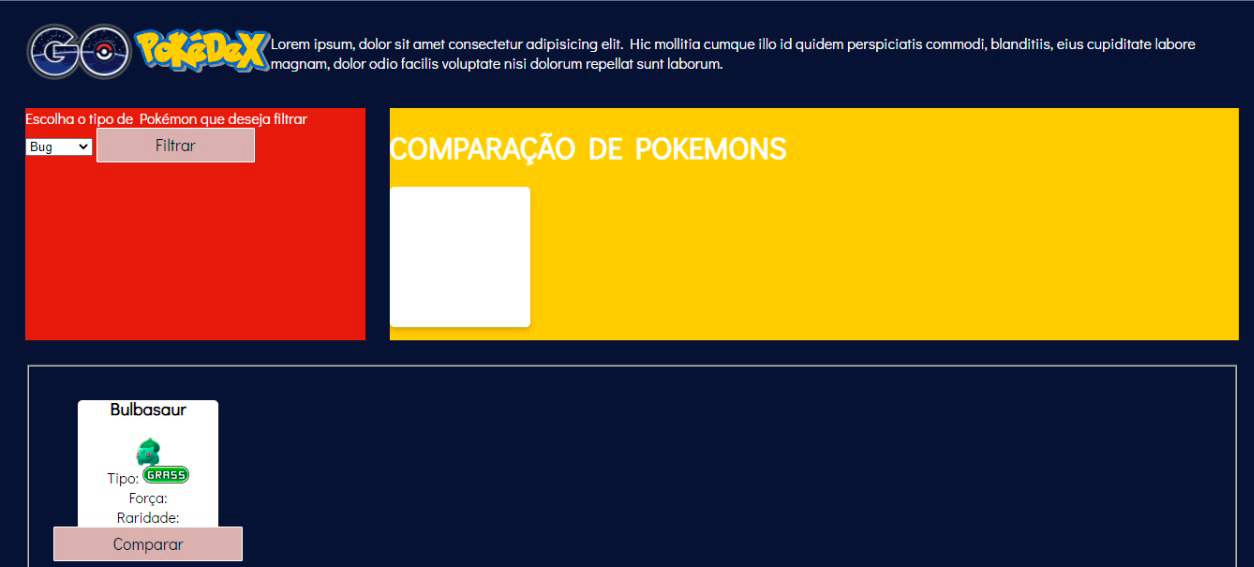 GO PokéDeX
Lorem ipsum, dolor sit amet consectetur adipisicing elit. Hic mollitia cumque illo id quidem perspiciatis commodi, blanditiis, eius cupiditate labore
magnam, dolor odio facilis voluptate nisi dolorum repellat sunt laborum.
Escolha o tipo de Pokémon que deseja filtrar
Bug Filtrar
COMPARAÇÃO DE POKEMONS
Bulbasaur
Tipo: GRASS
Força:
Raridade:
Comparar